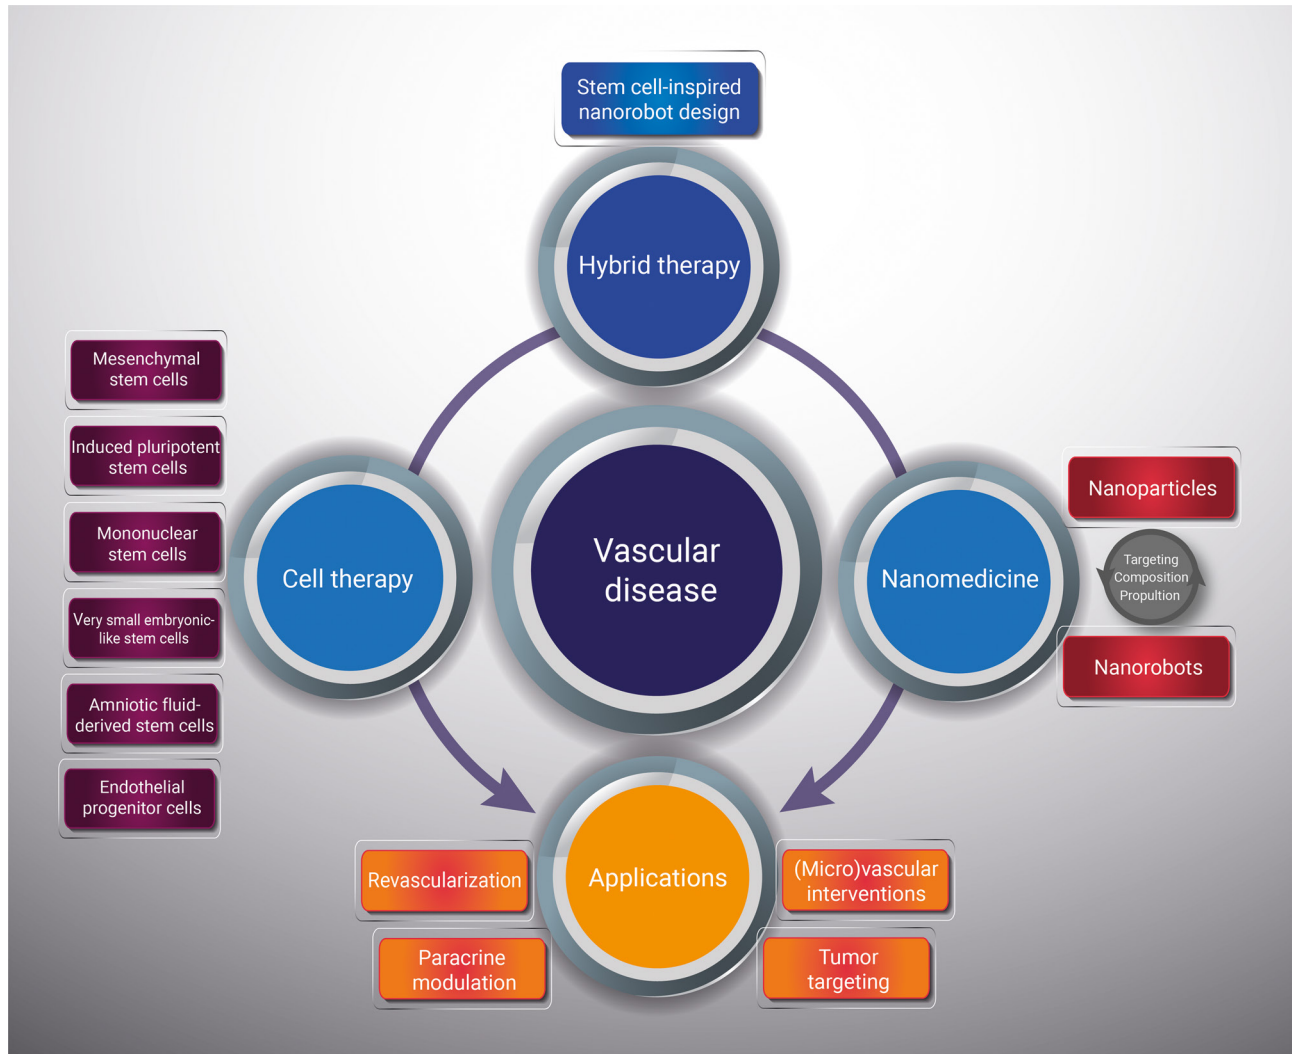 Stem cell-inspired
nanorobot design
Hybrid therapy
Mesenchymal
stem cells
Induced pluripotent
stem cells
Mononuclear
stem cells
Very small embryonic-
like stem cells
Amniotic fluid-
derived stem cells
Endothelial
progenitor cells
Cell therapy
Vascular
disease
Nanomedicine
Nanoparticles
Targeting
Composition
Propultion
Nanorobots
Applications
Revascularization
Paracrine
modulation
(Micro)vascular
interventions
Tumor
targeting